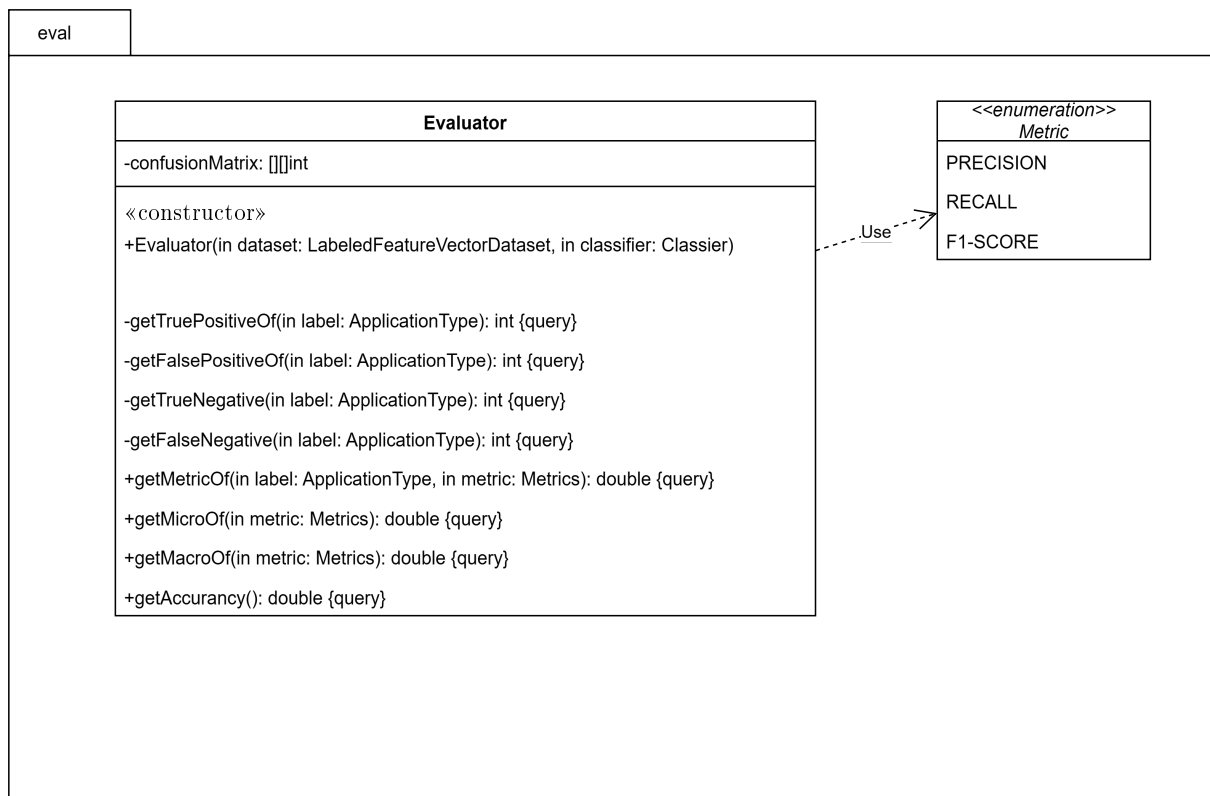 eval
Evaluator
-confusionMatrix: [][]int
«constructor»
+Evaluator(in dataset: LabeledFeatureVectorDataset, in classifier: Classier)
-getTruePositiveOf(in label: ApplicationType): int {query}
-getFalsePositiveOf(in label: ApplicationType): int {query}
-getTrueNegative(in label: ApplicationType): int {query}
-getFalseNegative(in label: ApplicationType): int {query}
+getMetricOf(in label: ApplicationType, in metric: Metrics): double {query}
+getMicroOf(in metric: Metrics): double {query}
+getMacroOf(in metric: Metrics): double {query}
+getAccurancy(): double {query}
Use
<<enumeration>>
Metric
PRECISION
RECALL
F1-SCORE